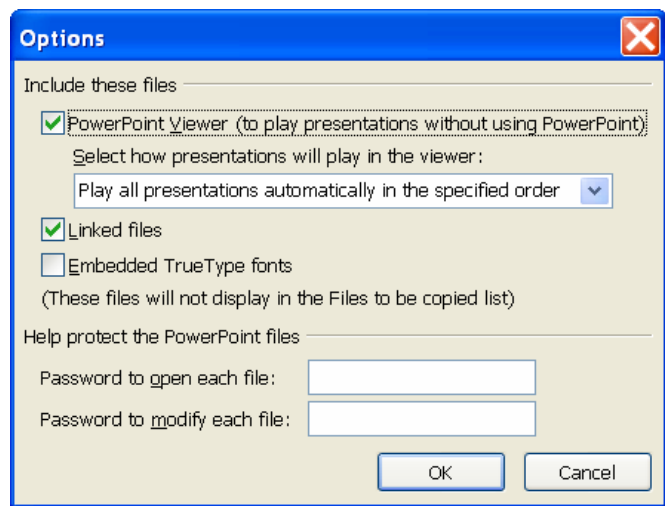 Options
Include these files
PowerPoint Viewer (to play presentations without using PowerPoint)
Select how presentations will play in the viewer:
Play all presentations automatically in the specified order
Linked files
Embedded TrueType fonts
(These files will not display in the Files to be copied list)
Help protect the PowerPoint files
Password to open each file:
Password to modify each file:
OK Cancel